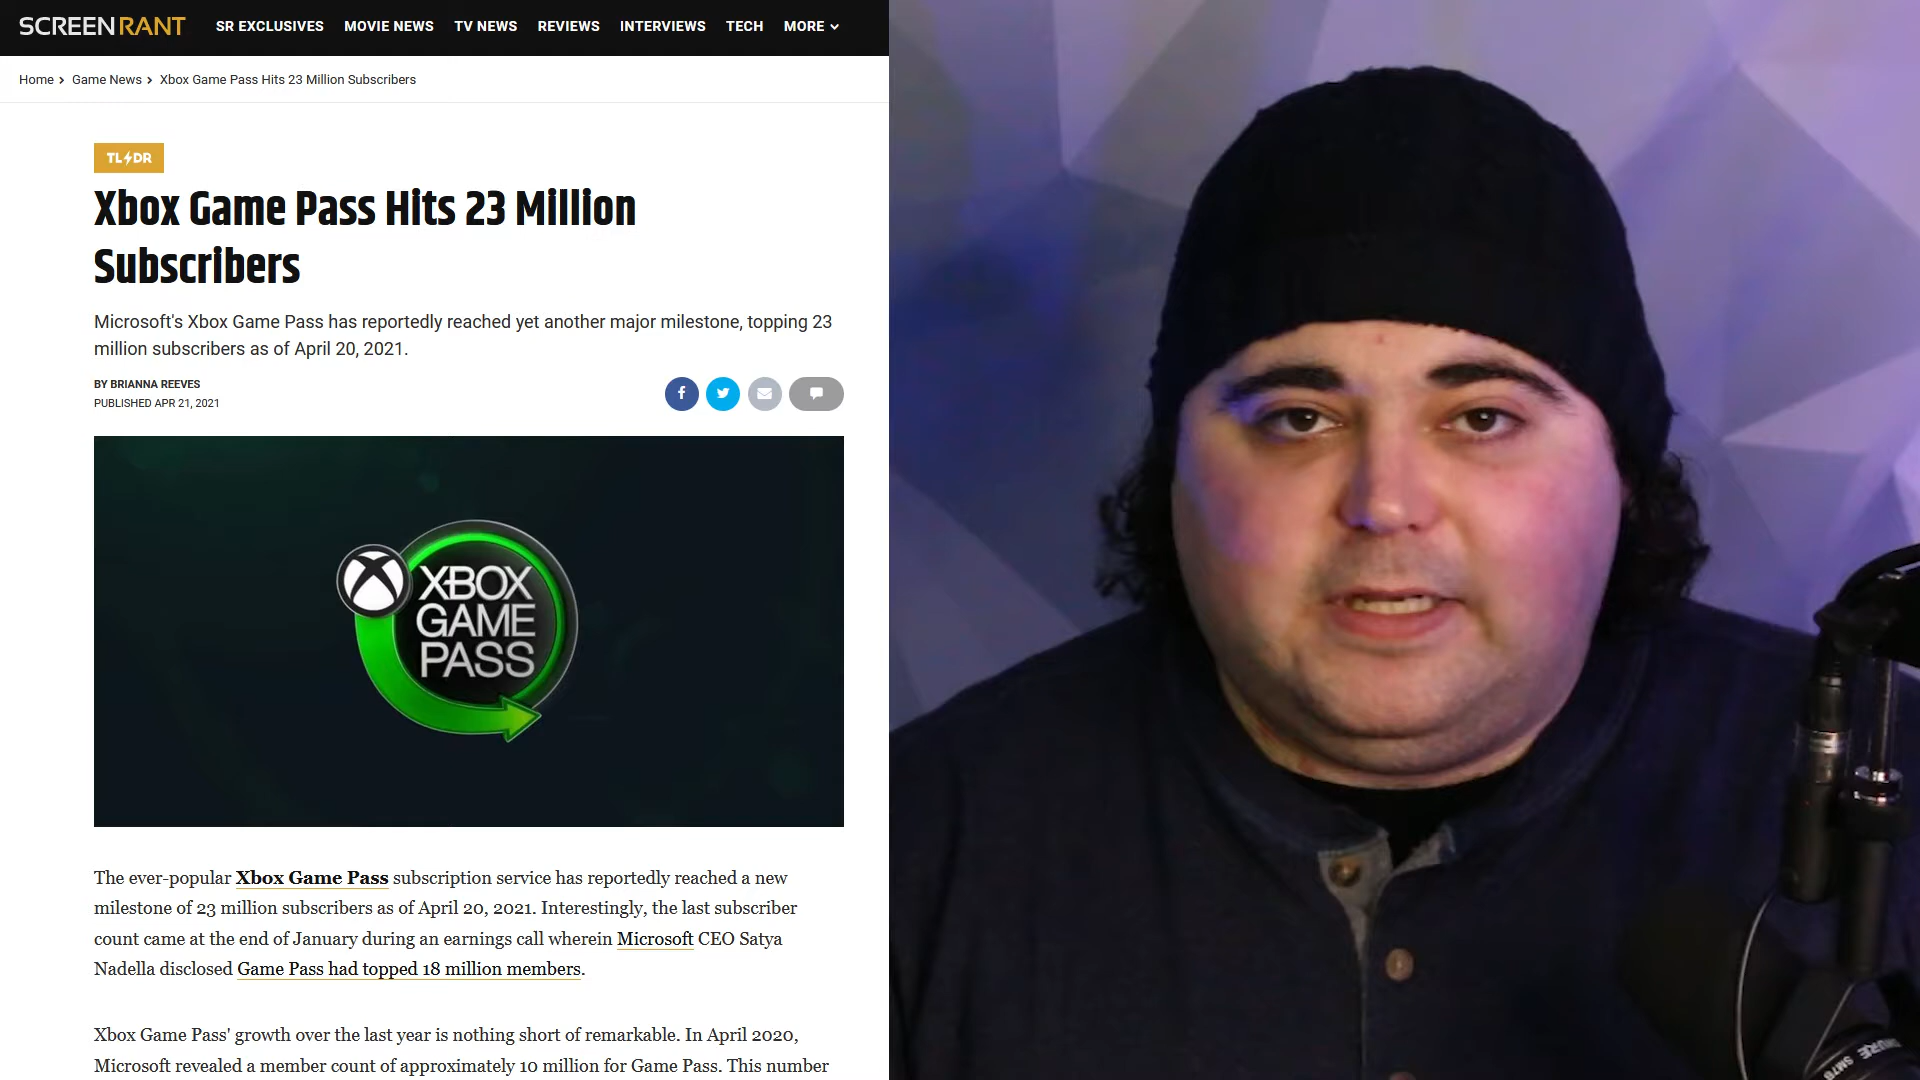 SCREENRANT
SR EXCLUSIVES MOVIE NEWS TV NEWS REVIEWS INTERVIEWS TECH MORE
Home > Game News > Xbox Game Pass Hits 23 Million Subscribers
TL DR
Xbox Game Pass Hits 23 Million
Subscribers
Microsoft's Xbox Game Pass has reportedly reached yet another major milestone, topping 23
million subscribers as of April 20, 2021.
BY BRIANNA REEVES
PUBLISHED APR 21, 2021
XBOX
GAME
PASS
The ever-popular Xbox Game Pass subscription service has reportedly reached a new
milestone of 23 million subscribers as of April 20, 2021. Interestingly, the last subscriber
count came at the end of January during an earnings call wherein Microsoft CEO Satya
Nadella disclosed Game Pass had topped 18 million members.
Xbox Game Pass' growth over the last year is nothing short of remarkable. In April 2020,
Microsoft revealed a member count of approximately 10 million for Game Pass. This number
SHURE SM7B